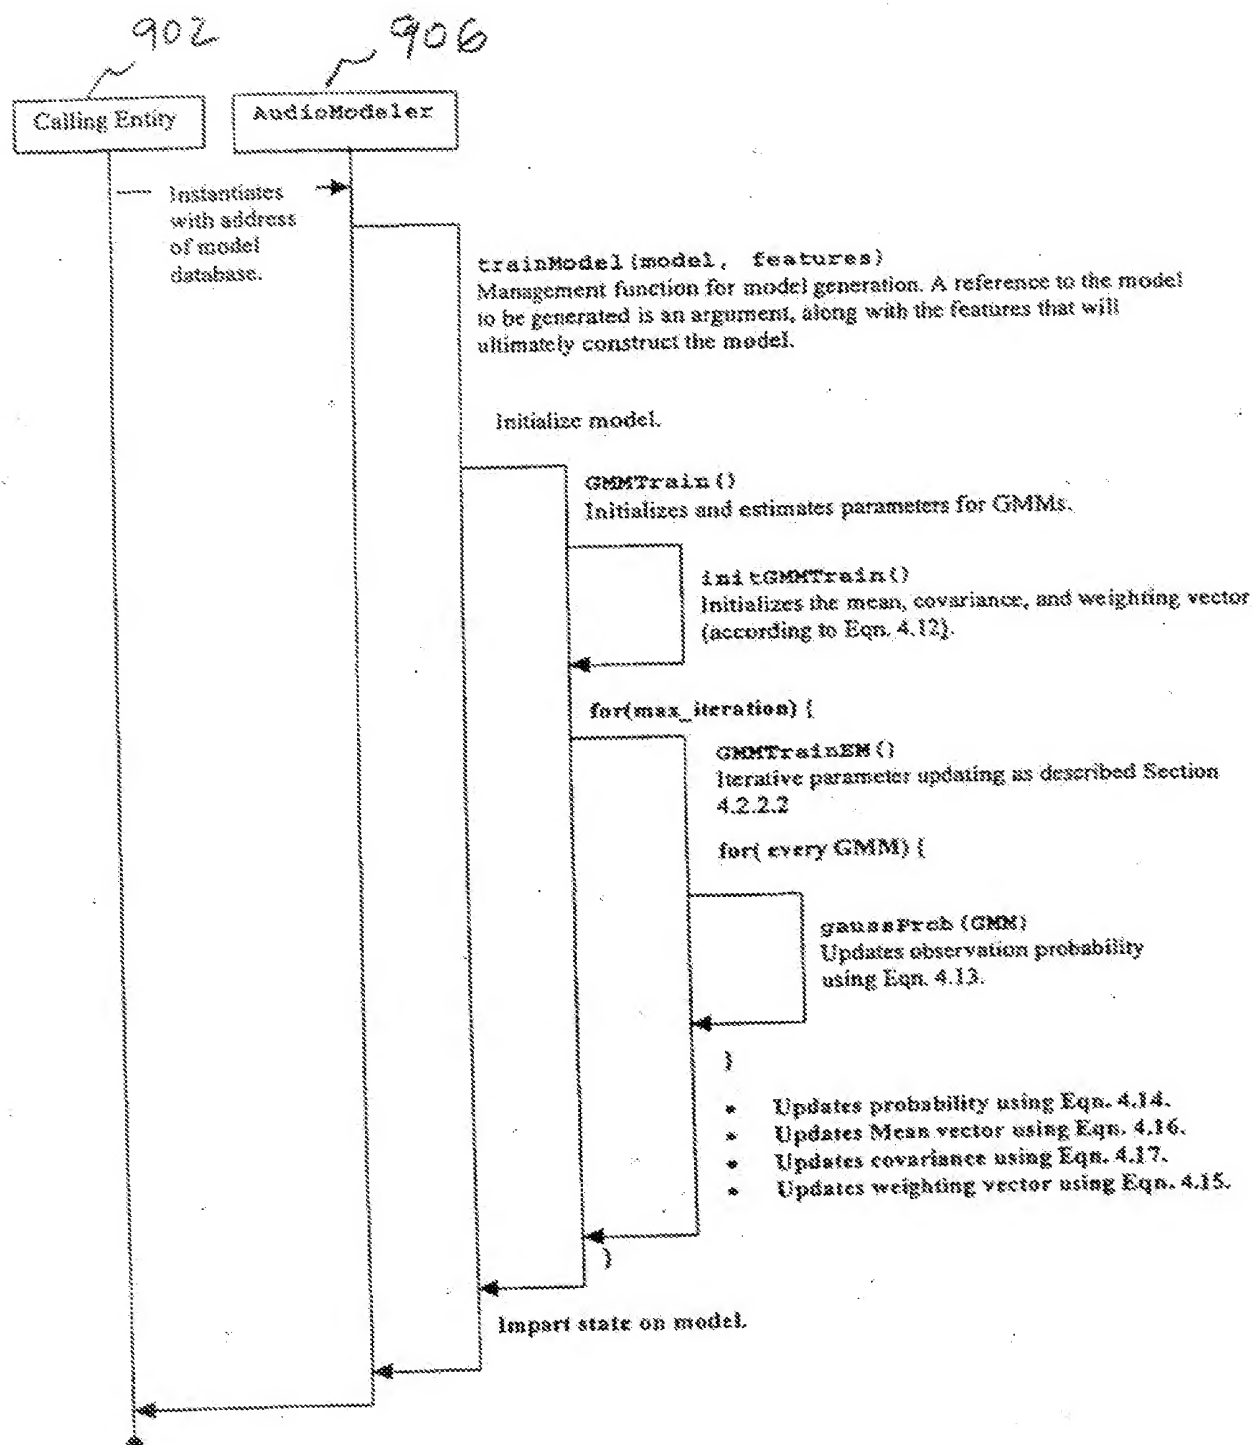 902
906
Calling Entity
AudioModeler
Instantiates
with address
of model
database.
trainModel(model, features)
Management function for model generation. A reference to the model
to be generated is an argument, along with the features that will
ultimately construct the model.
Initialize model.
GMMTrain()
Initializes and estimates parameters for GMMs.
initGMMTrain()
Initializes the mean, covariance, and weighting vector
(according to Eqn. 4.12).
for(max_iteration) {
GMMTrainEM()
Iterative parameter updating as described Section
4.2.2.2
for( every GMM) {
gaussProb(GMM)
Updates observation probability
using Eqn. 4.13.
}
• Updates probability using Eqn. 4.14.
• Updates Mean vector using Eqn. 4.16.
• Updates covariance using Eqn. 4.17.
• Updates weighting vector using Eqn. 4.15.
}
Impart state on model.